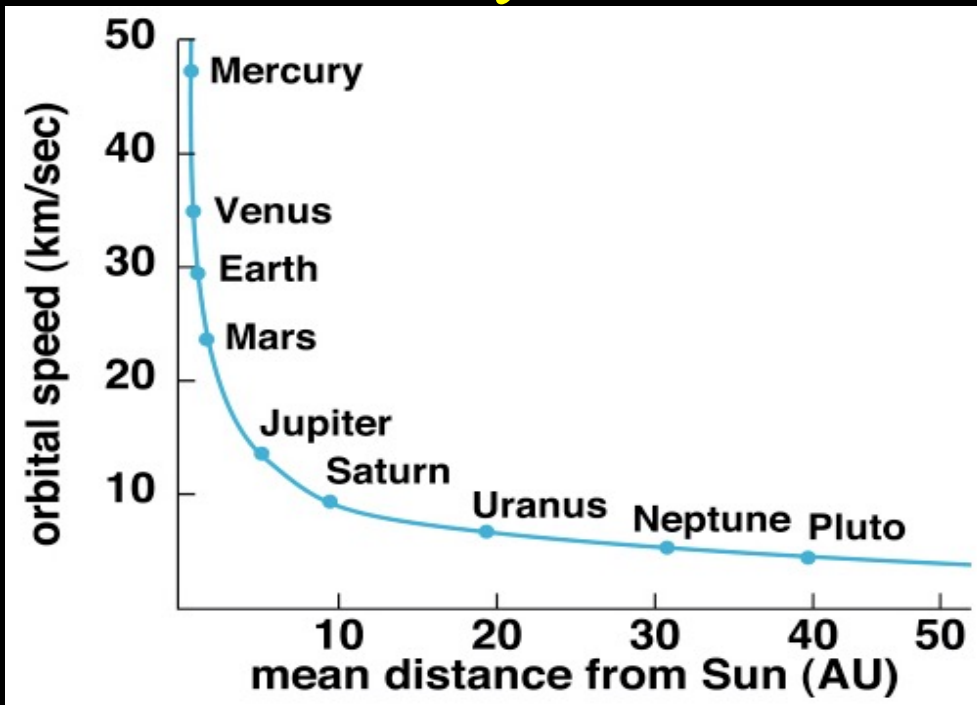 50
Mercury
40
Venus
30
Earth
Mars
20
Jupiter
Saturn
10
Uranus
Neptune
Pluto
orbital speed (km/sec)
10 20 30 40 50
mean distance from Sun (AU)